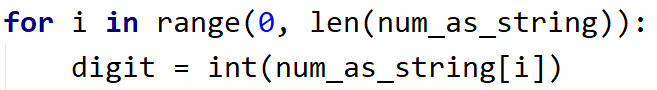 for i in range(0, len(num_as_string)):
    digit = int(num_as_string[i])